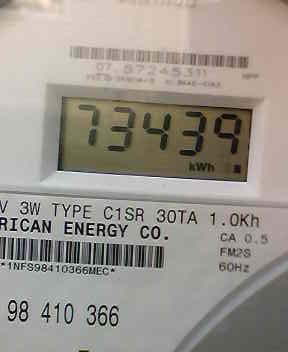 07 57245311
73439
kWh
V 3W TYPE C1SR 30TA 1.0Kh
RICAN ENERGY CO.
CA 0.5
FM2S
*1NFS98410366MEC*
60Hz
98 410 366